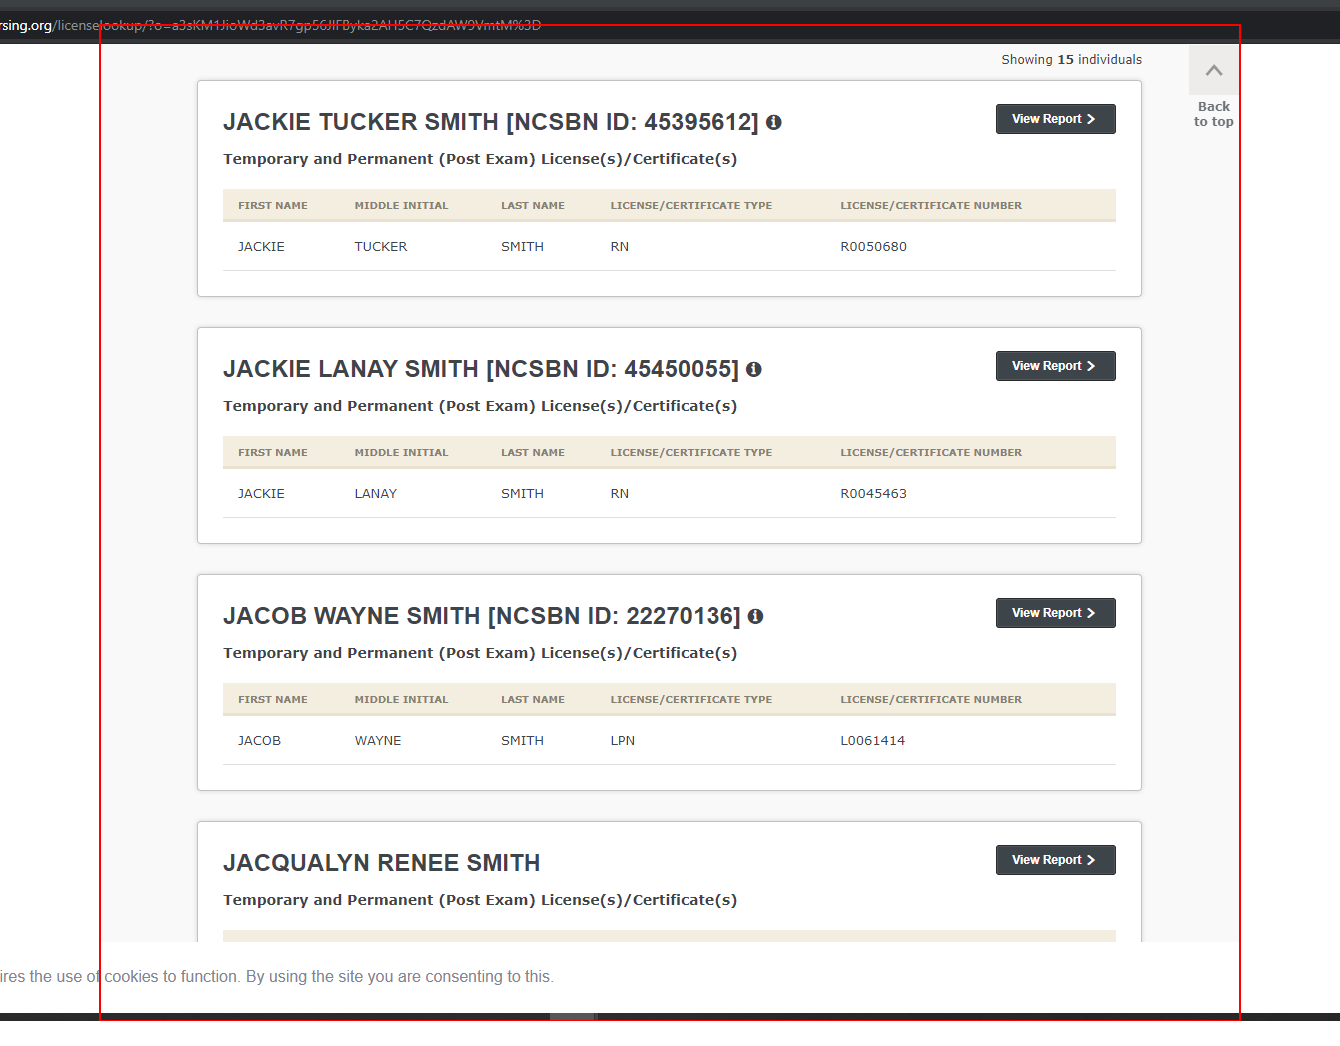 rsing.org/licenselookup/?o=
Showing 15 individuals
Back
to top
JACKIE TUCKER SMITH [NCSBN ID: 45395612]
View Report
Temporary and Permanent (Post Exam) License(s)/Certificate(s)
FIRST NAME MIDDLE INITIAL LAST NAME LICENSE/CERTIFICATE TYPE LICENSE/CERTIFICATE NUMBER
JACKIE TUCKER SMITH RN R0050680
JACKIE LANAY SMITH [NCSBN ID: 45450055]
View Report
Temporary and Permanent (Post Exam) License(s)/Certificate(s)
FIRST NAME MIDDLE INITIAL LAST NAME LICENSE/CERTIFICATE TYPE LICENSE/CERTIFICATE NUMBER
JACKIE LANAY SMITH RN R0045463
JACOB WAYNE SMITH [NCSBN ID: 22270136]
View Report
Temporary and Permanent (Post Exam) License(s)/Certificate(s)
FIRST NAME MIDDLE INITIAL LAST NAME LICENSE/CERTIFICATE TYPE LICENSE/CERTIFICATE NUMBER
JACOB WAYNE SMITH LPN L0061414
JACQUALYN RENEE SMITH
View Report
Temporary and Permanent (Post Exam) License(s)/Certificate(s)
ires the use of cookies to function. By using the site you are consenting to this.